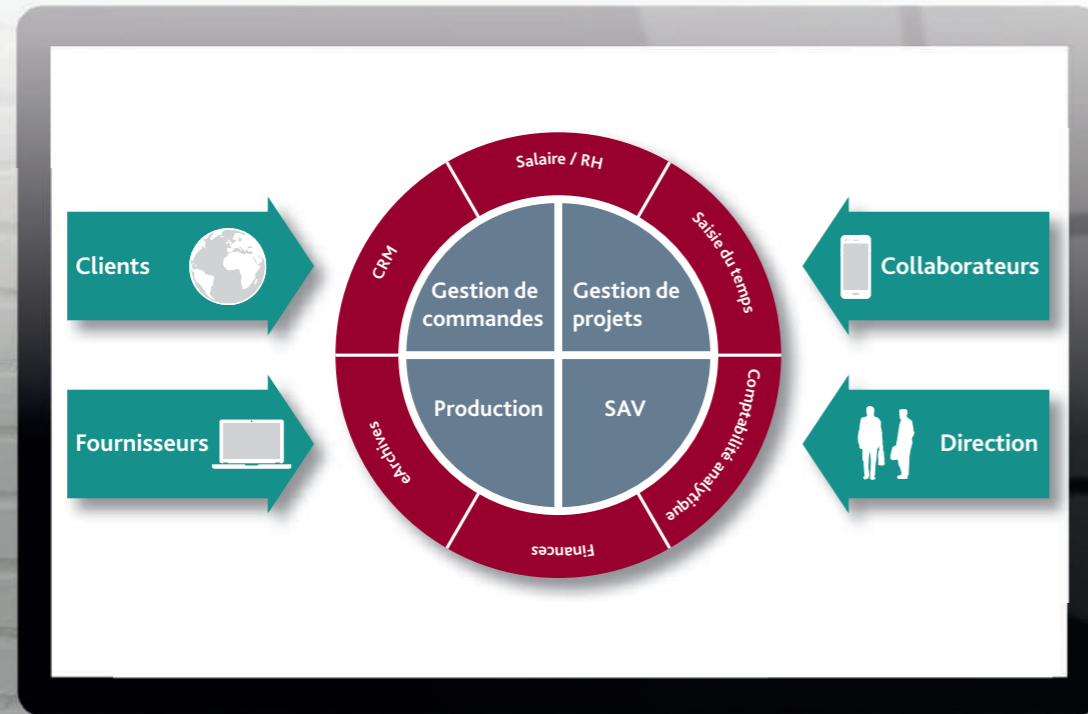 Salaire / RH
CRM
Saisie du temps
Clients
Collaborateurs
Gestion de
commandes
Gestion de
projets
Fournisseurs
Production
SAV
Direction
eArchives
Comptabilité analytique
Finances